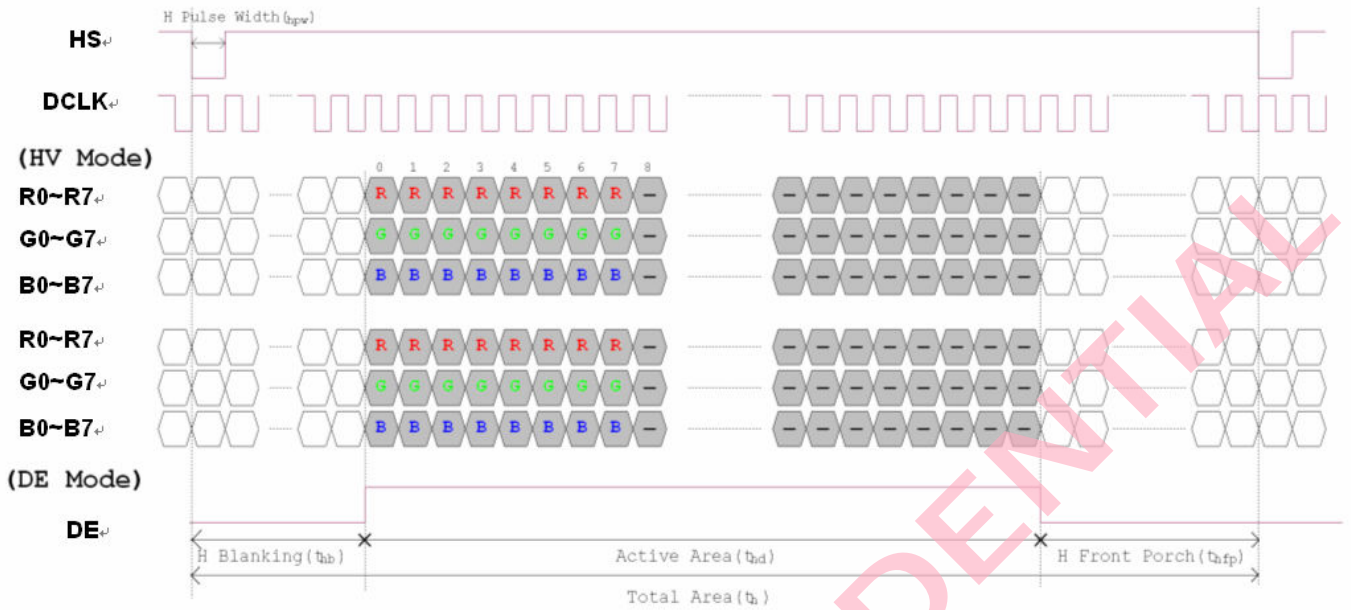 H Pulse Width(thpw)
HS
DCLK
(HV Mode)
0 1 2 3 4 5 6 7 8
R0~R7 R R R R R R R R – – – – – – – – –
G0~G7 G G G G G G G G – – – – – – – – –
B0~B7 B B B B B B B B – – – – – – – – –
R0~R7 R R R R R R R R – – – – – – – – –
G0~G7 G G G G G G G G – – – – – – – – –
B0~B7 B B B B B B B B – – – – – – – – –
(DE Mode)
DE
H Blanking(thb) Active Area(thd) H Front Porch(thfp)
Total Area(th)
DENTIAL